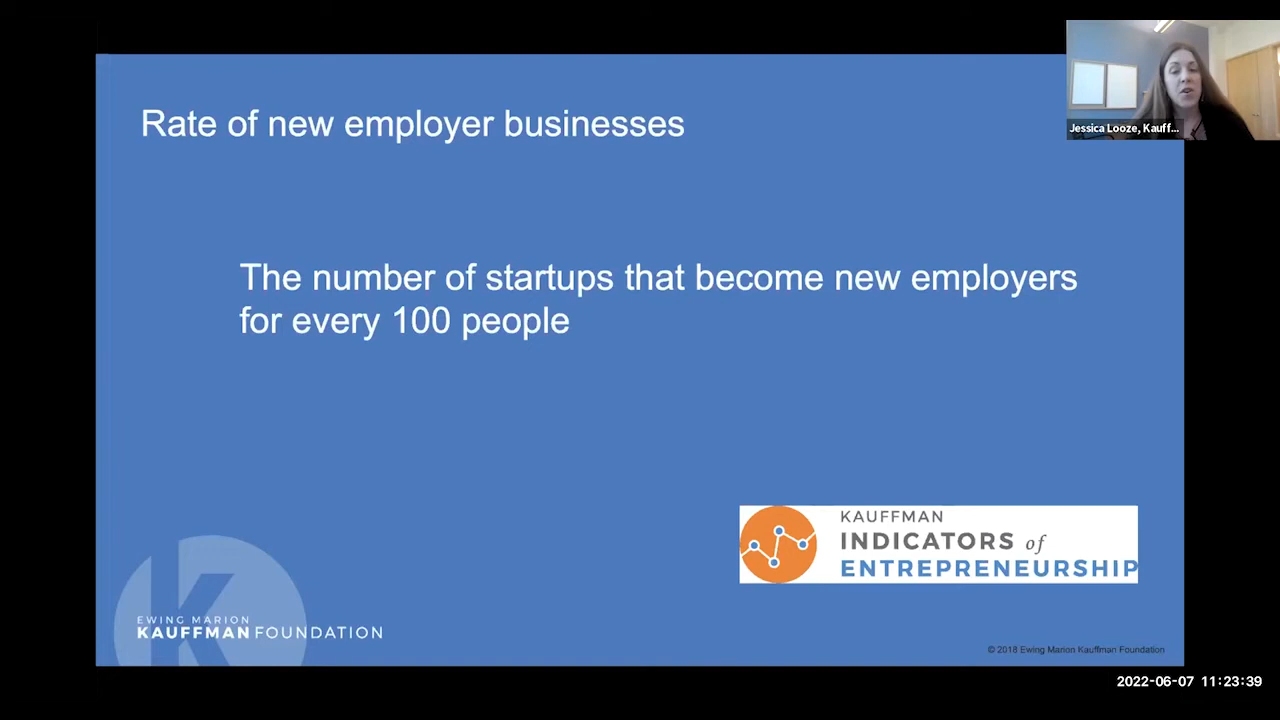 Rate of new employer businesses
Jessica Looze, Kauff...
The number of startups that become new employers
for every 100 people
KAUFFMAN
INDICATORS of
ENTREPRENEURSHIP
EWING MARION
KAUFFMAN FOUNDATION
© 2018 Ewing Marion Kauffman Foundation
2022-06-07 11:23:39